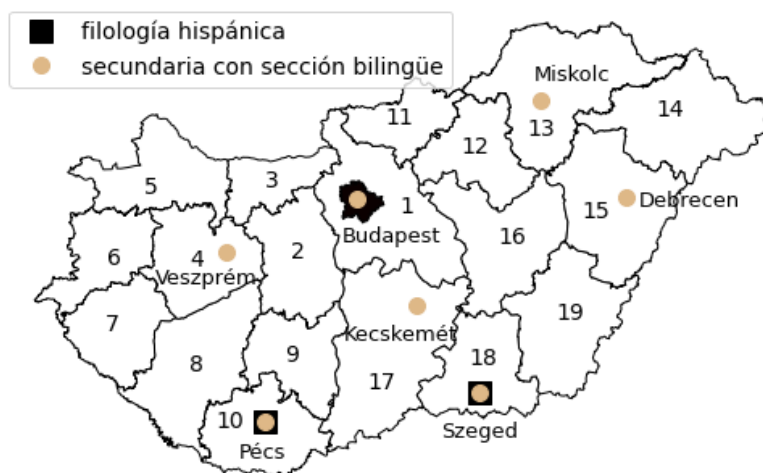 filología hispánica
secundaria con sección bilingüe
Miskolc
14
11
13
12
3
5
1
15
Debrecen
Budapest
16
2
6
4
Veszprém
19
7
Kecskemét
18
9
8
17
10
Szeged
Pécs